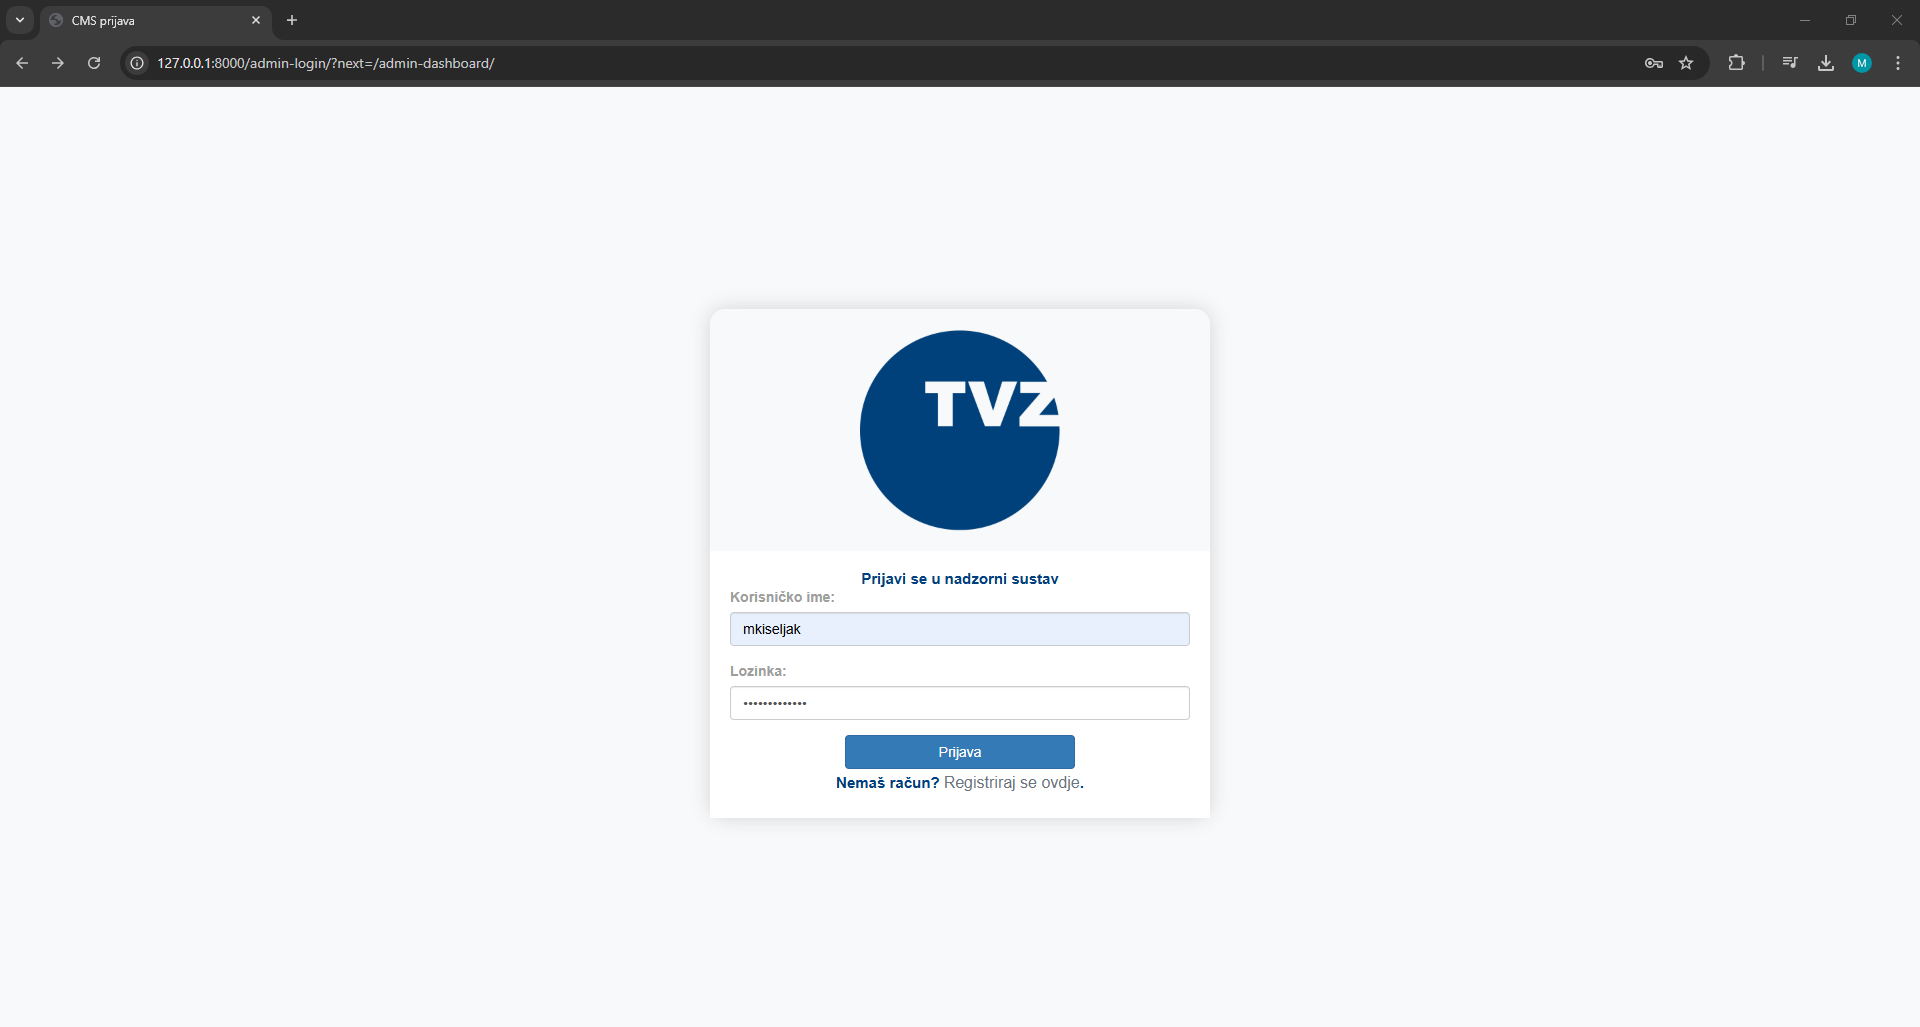 CMS prijava
127.0.0.1:8000/admin-login/?next=/admin-dashboard/
M
TVZ
Prijavi se u nadzorni sustav
Korisničko ime:
mkiseljak
Lozinka:
•••••••••••••
Prijava
Nemaš račun? Registriraj se ovdje.